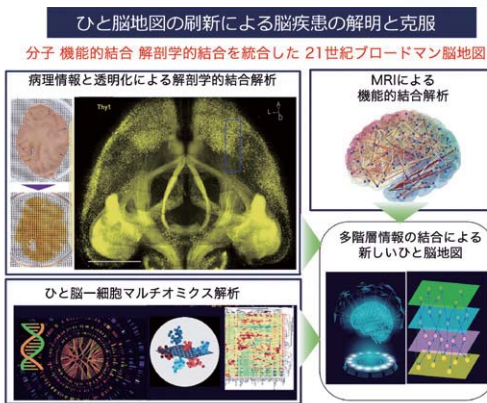 ひと脳地図の刷新による脳疾患の解明と克服
分子 機能的結合 解剖学的結合を統合した 21世紀ブロードマン脳地図
病理情報と透明化による解剖学的結合解析
Thy1
MRIによる
機能的結合解析
ひと脳一細胞マルチオミクス解析
多階層情報の結合による
新しいひと脳地図